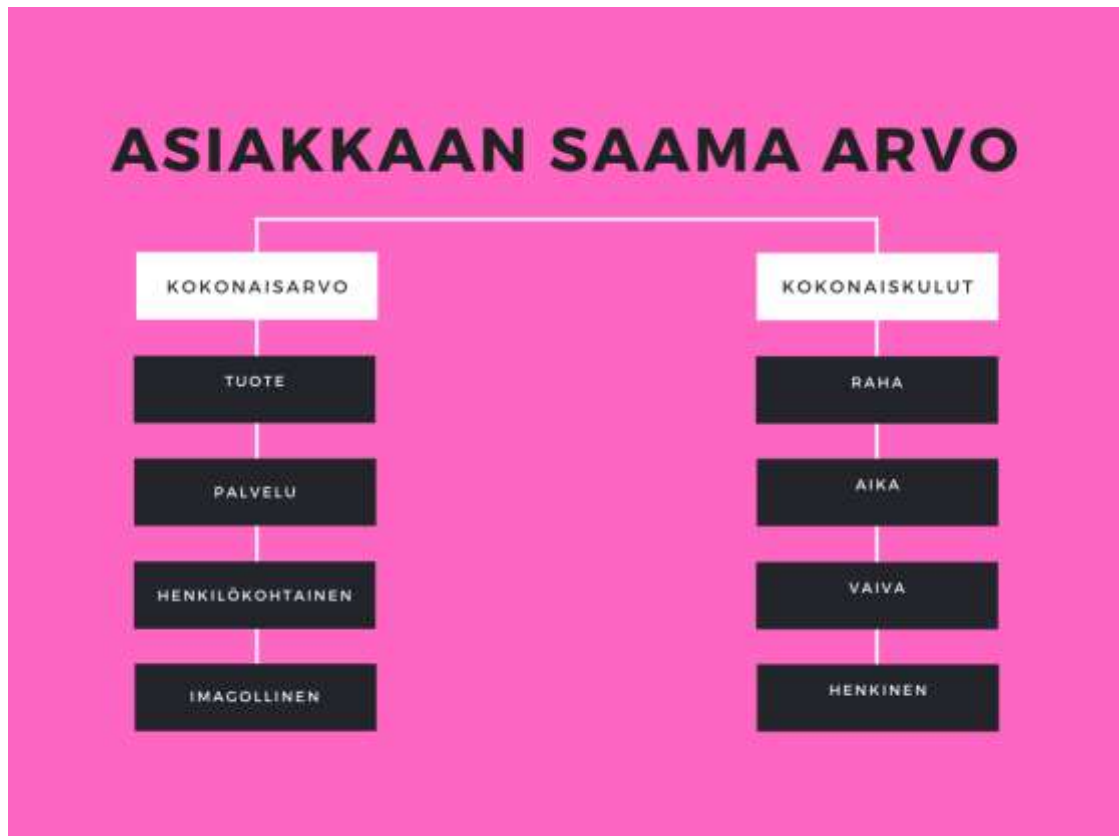 ASIAKKAAN SAAMA ARVO
KOKONAISARVO
TUOTE
PALVELU
HENKILÖKOHTAINEN
IMAGOLLINEN
KOKONAISKULUT
RAHA
AIKA
VAIVA
HENKINEN